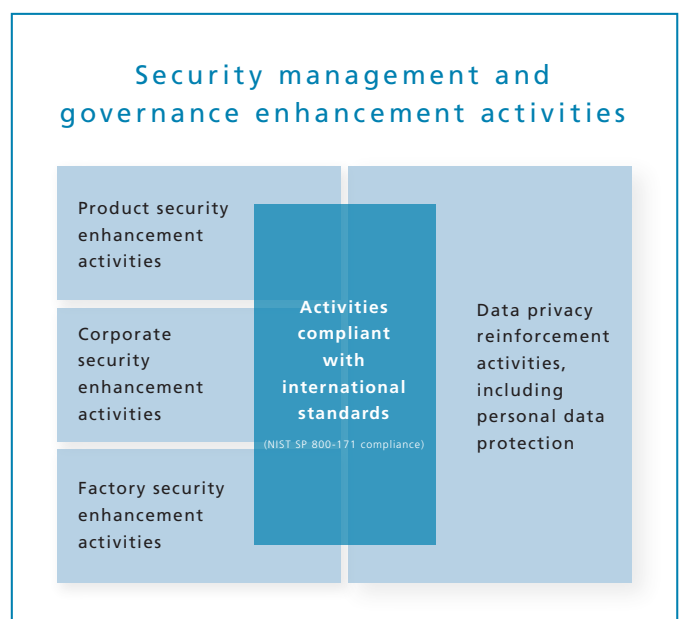 Security management and
governance enhancement activities
Product security
enhancement
activities
Corporate
security
enhancement
activities
Factory security
enhancement
activities
Activities
compliant
with
international
standards
(NIST SP 800-171 compliance)
Data privacy
reinforcement
activities,
including
personal data
protection